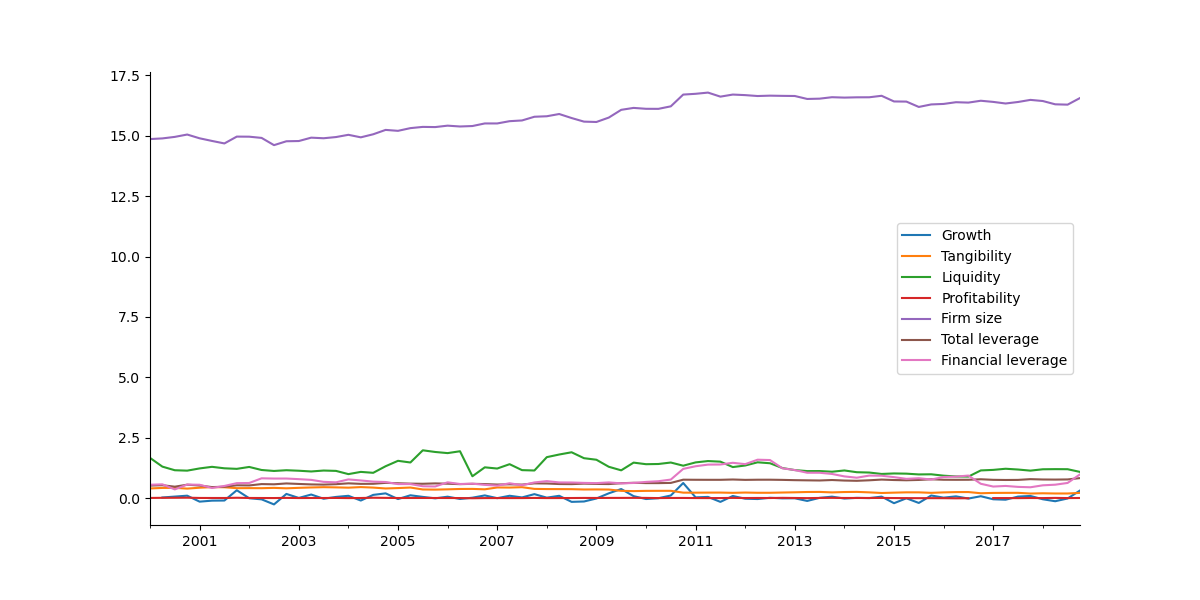 17.5
15.0
12.5
10.0
7.5
5.0
2.5
0.0
Growth
Tangibility
Liquidity
Profitability
Firm size
Total leverage
Financial leverage
2001 2003 2005 2007 2009 2011 2013 2015 2017